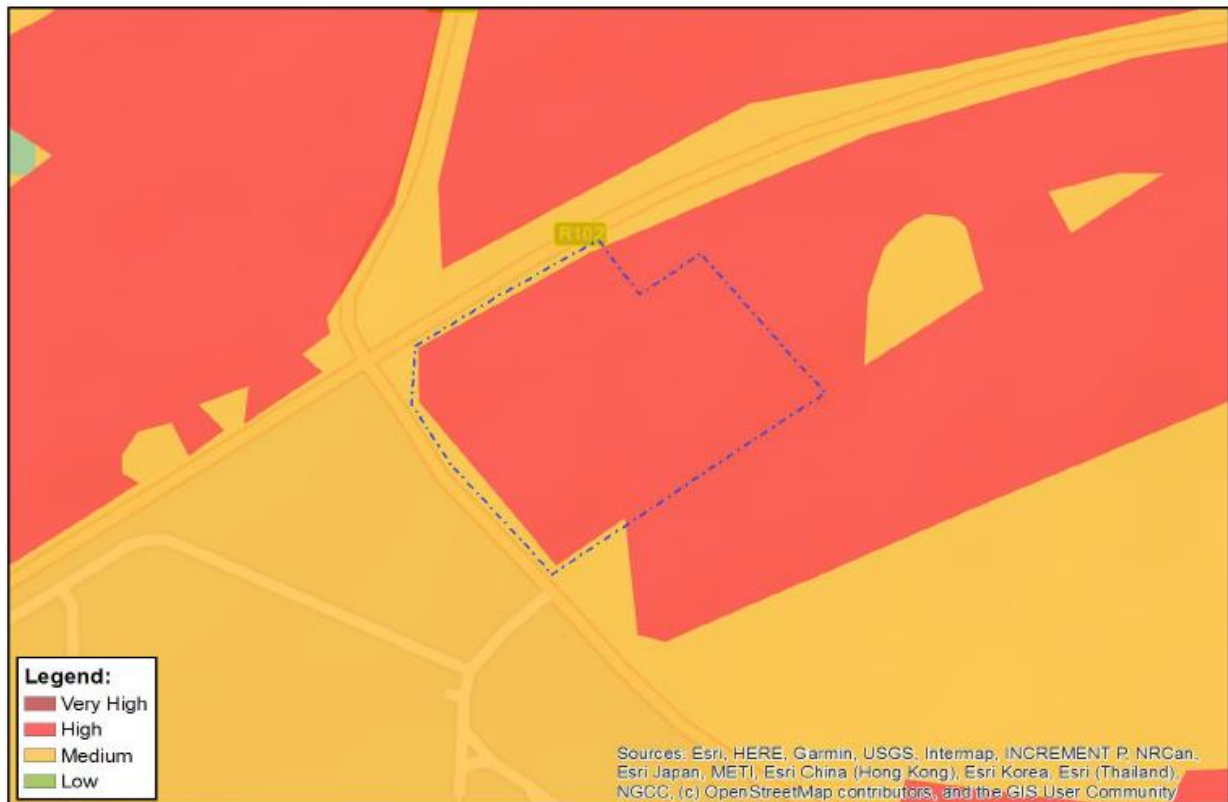 R102
Legend:
Very High
High
Medium
Low
Sources: Esri, HERE, Garmin, USGS, Intermap, INCREMENT P, NRCan,
Esri Japan, METI, Esri China (Hong Kong), Esri Korea, Esri (Thailand),
NGCC, (c) OpenStreetMap contributors, and the GIS User Community